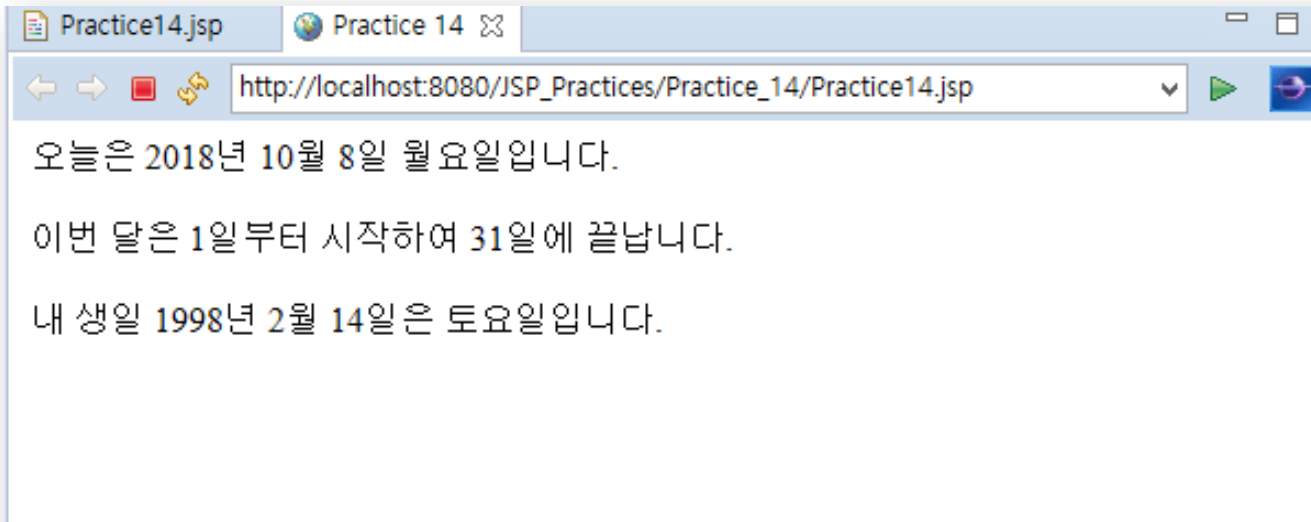 Practice14.jsp Practice 14
http://localhost:8080/JSP_Practices/Practice_14/Practice14.jsp
오늘은 2018년 10월 8일 월요일입니다.
이번 달은 1일부터 시작하여 31일에 끝납니다.
내 생일 1998년 2월 14일은 토요일입니다.